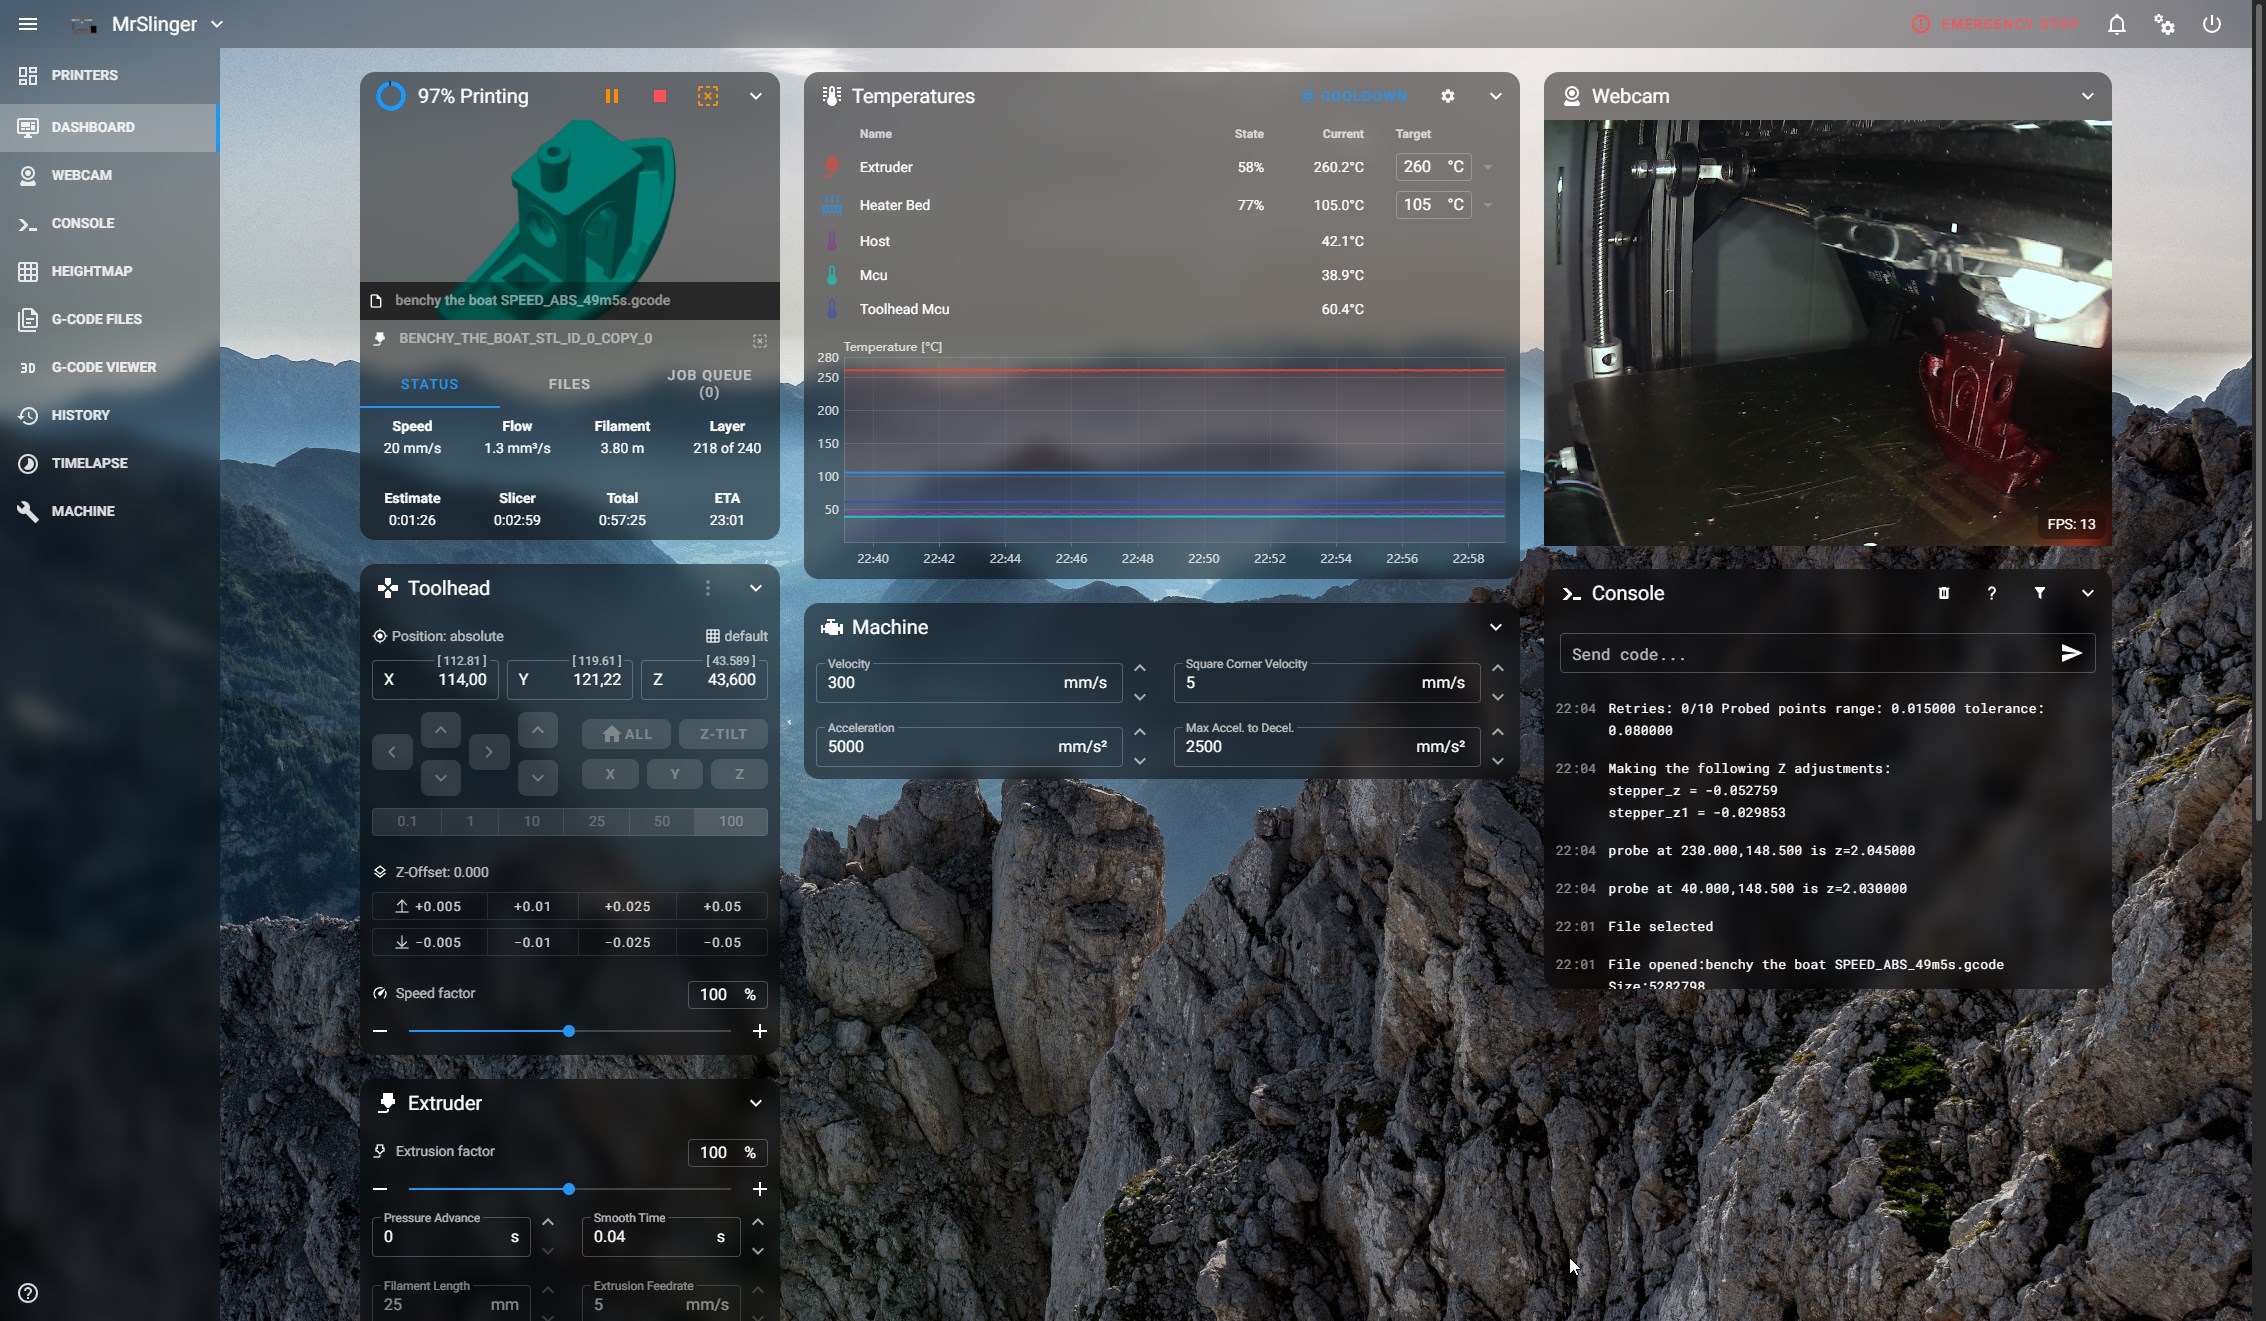 MrSlinger
EMERGENCY STOP
PRINTERS
DASHBOARD
WEBCAM
CONSOLE
HEIGHTMAP
G-CODE FILES
3D G-CODE VIEWER
HISTORY
TIMELAPSE
MACHINE
97% Printing
benchy the boat SPEED_ABS_49m5s.gcode
BENCHY_THE_BOAT_STL_ID_0_COPY_0
STATUS FILES JOB QUEUE (0)
Speed Flow Filament Layer
20 mm/s 1.3 mm³/s 3.80 m 218 of 240
Estimate Slicer Total ETA
0:01:26 0:02:59 0:57:25 23:01
Toolhead
Position: absolute default
[ 112.81 ] [ 119.61 ] [ 43.589 ]
X 114,00 Y 121,22 Z 43,600
ALL Z-TILT
X Y Z
0.1 1 10 25 50 100
Z-Offset: 0.000
+0.005 +0.01 +0.025 +0.05
−0.005 −0.01 −0.025 −0.05
Speed factor 100 %
Extruder
Extrusion factor 100 %
Pressure Advance Smooth Time
0 s 0.04 s
Filament Length Extrusion Feedrate
25 mm 5 mm/s
Temperatures
COOLDOWN
Name State Current Target
Extruder 58% 260.2°C 260 °C
Heater Bed 77% 105.0°C 105 °C
Host 42.1°C
Mcu 38.9°C
Toolhead Mcu 60.4°C
Temperature [°C]
280
250
200
150
100
50
22:40 22:42 22:44 22:46 22:48 22:50 22:52 22:54 22:56 22:58
Machine
Velocity Square Corner Velocity
300 mm/s 5 mm/s
Acceleration Max Accel. to Decel.
5000 mm/s² 2500 mm/s²
Webcam
FPS: 13
Console
?
Send code...
22:04 Retries: 0/10 Probed points range: 0.015000 tolerance:
0.080000
22:04 Making the following Z adjustments:
stepper_z = -0.052759
stepper_z1 = -0.029853
22:04 probe at 230.000,148.500 is z=2.045000
22:04 probe at 40.000,148.500 is z=2.030000
22:01 File selected
22:01 File opened:benchy the boat SPEED_ABS_49m5s.gcode
Size:5282798